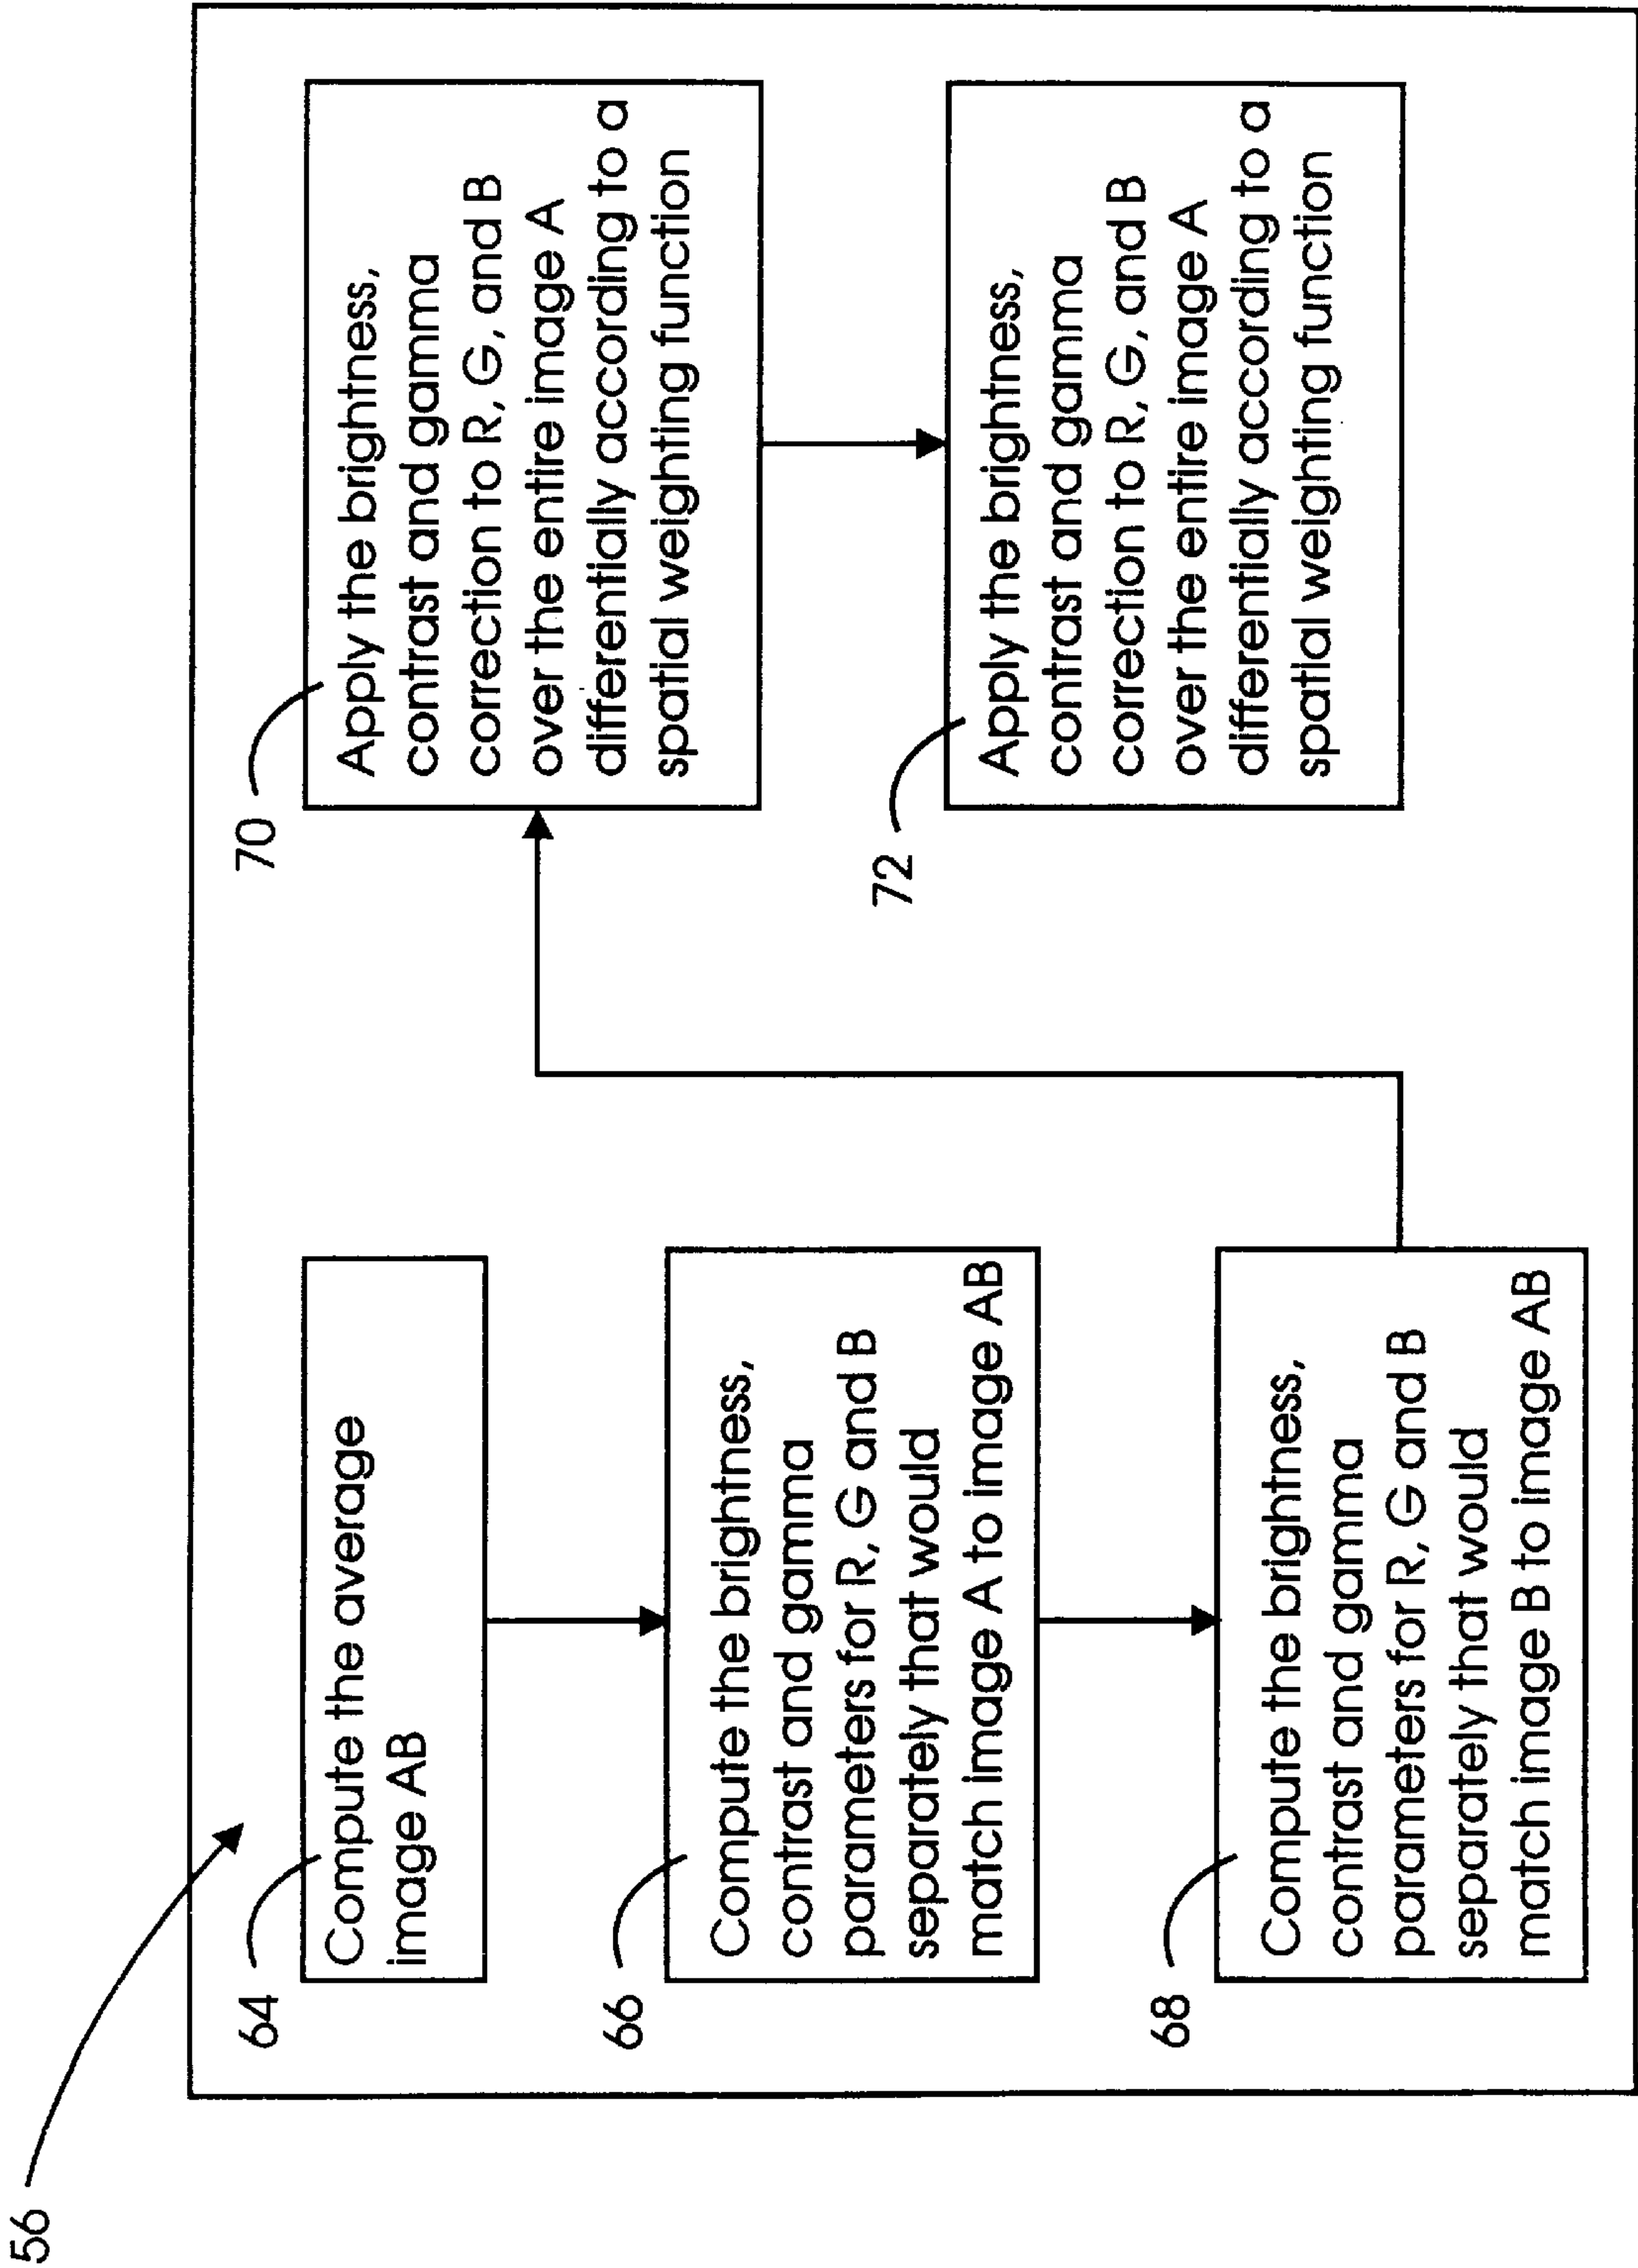 56
64
Compute the average
image AB
66
Compute the brightness,
contrast and gamma
parameters for R, G and B
separately that would
match image A to image AB
68
Compute the brightness,
contrast and gamma
parameters for R, G and B
separately that would
match image B to image AB
70
Apply the brightness,
contrast and gamma
correction to R, G, and B
over the entire image A
differentially according to a
spatial weighting function
72
Apply the brightness,
contrast and gamma
correction to R, G, and B
over the entire image A
differentially according to a
spatial weighting function